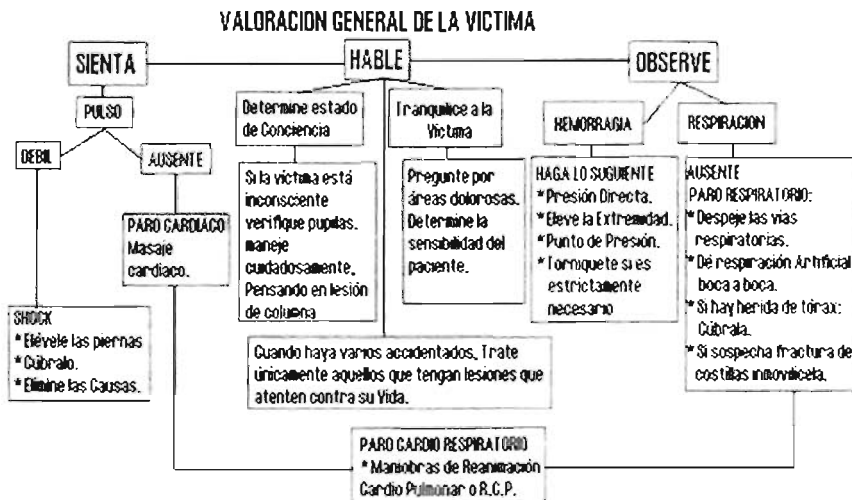 VALORACION GENERAL DE LA VICTIMA
SIENTA
HABLE
OBSERVE
PULSO
DEBIL
AUSENTE
PARO CARDIACO
Masaje
cardiaco.
SHOCK
* Elévele las piernas
* Cúbralo.
* Elimine las Causas.
Determine estado
de Conciencia
Si la víctima está
inconsciente
verifique pupilas.
maneje
cuidadosamente.
Pensando en lesión
de columna
Tranquilice a la
Víctima
Pregunte por
áreas dolorosas.
Determine la
sensibilidad del
paciente.
Cuando haya varios accidentados. Trate
únicamente aquellos que tengan lesiones que
atenten contra su Vida.
HEMORRAGIA
HAGA LO SUGUIENTE
* Presión Directa.
* Eleve la Extremidad.
* Punto de Presión.
* Torniquete si es
estrictamente
necesario
RESPIRACION
AUSENTE
PARO RESPIRATORIO:
* Despeje las vías
respiratorias.
* Dé respiración Artificial
boca a boca.
* Si hay herida de tórax:
Cúbrala.
* Si sospecha fractura de
costillas inmovilícela.
PARO CARDIO RESPIRATORIO
* Maniobras de Reanimación
Cardio Pulmonar o R.C.P.